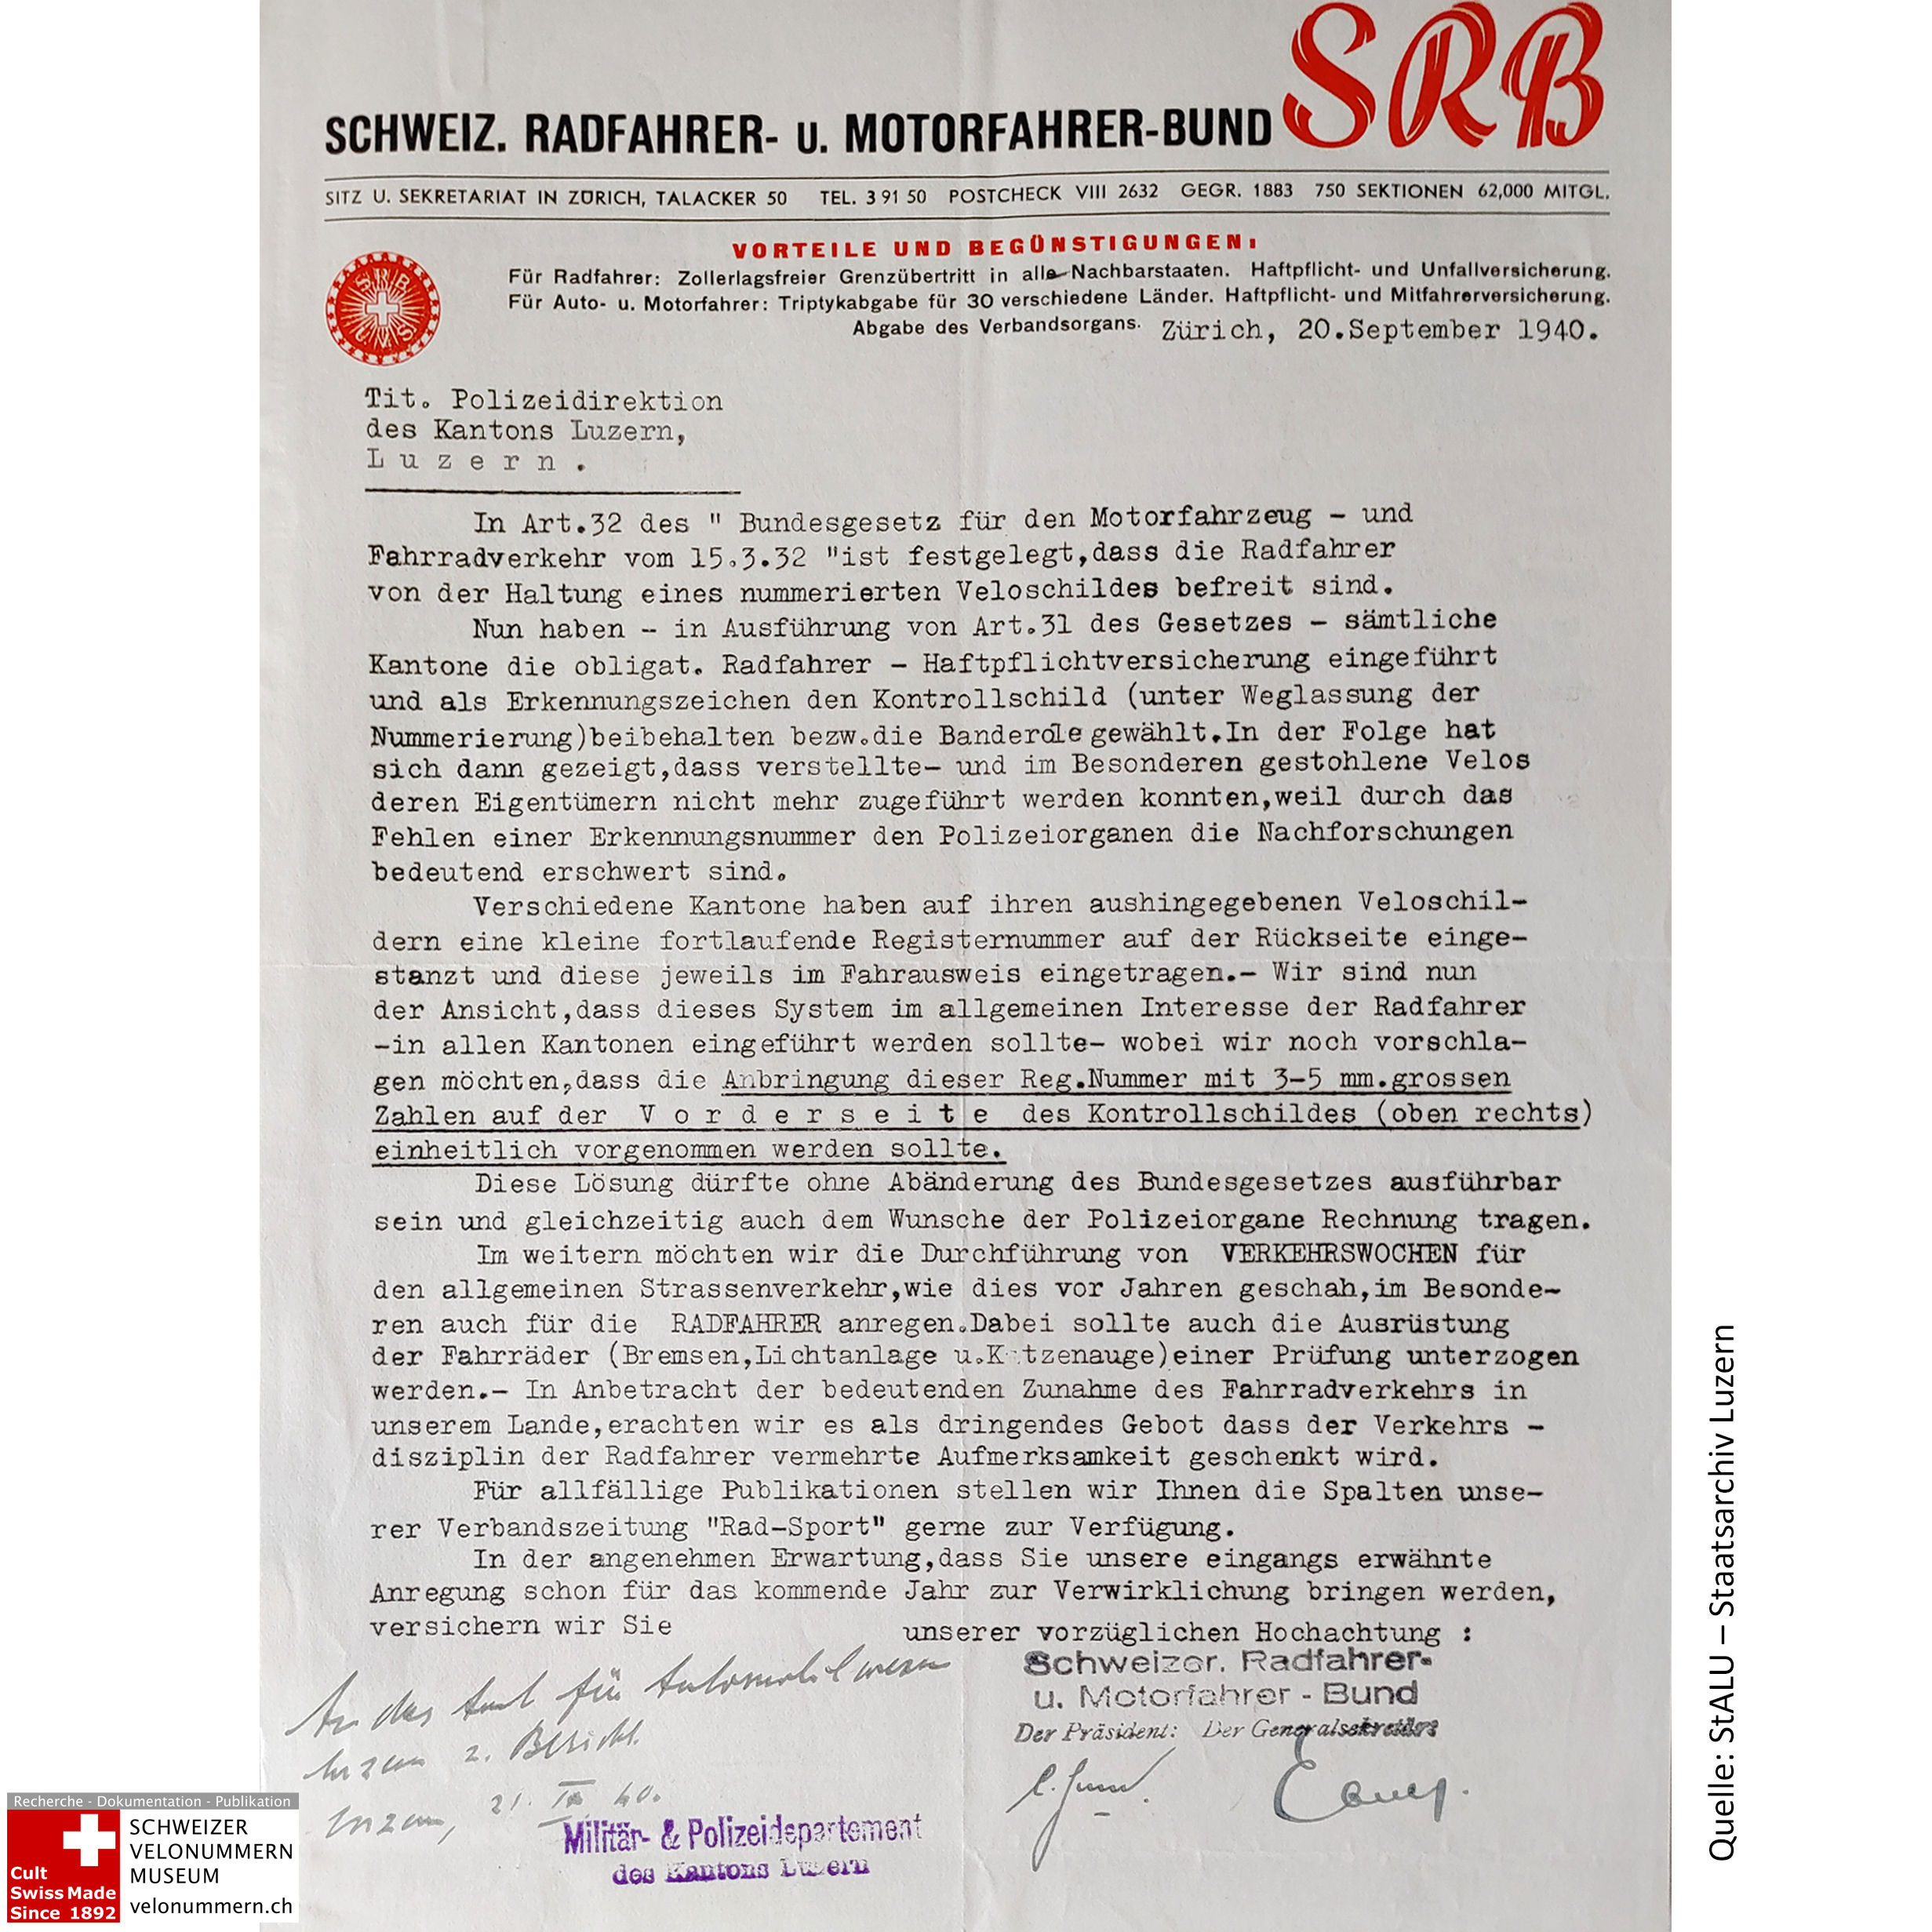 SRB
SCHWEIZ. RADFAHRER- u. MOTORFAHRER-BUND
SITZ U. SEKRETARIAT IN ZÜRICH, TALACKER 50 TEL. 3 91 50 POSTCHECK VIII 2632 GEGR. 1883 750 SEKTIONEN 62,000 MITGL.
VORTEILE UND BEGÜNSTIGUNGEN:
Für Radfahrer: Zollerlagsfreier Grenzübertritt in alle Nachbarstaaten. Haftpflicht- und Unfallversicherung.
Für Auto- u. Motorfahrer: Triptykabgabe für 30 verschiedene Länder. Haftpflicht- und Mitfahrerversicherung.
Abgabe des Verbandsorgans.
SRB
Zürich, 20.September 1940.
Tit. Polizeidirektion
des Kantons Luzern,
L u z e r n .
In Art.32 des " Bundesgesetz für den Motorfahrzeug - und
Fahrradverkehr vom 15.3.32 "ist festgelegt,dass die Radfahrer
von der Haltung eines nummerierten Veloschildes befreit sind.
Nun haben - in Ausführung von Art.31 des Gesetzes - sämtliche
Kantone die obligat. Radfahrer - Haftpflichtversicherung eingeführt
und als Erkennungszeichen den Kontrollschild (unter Weglassung der
Nummerierung)beibehalten bezw.die Banderole gewählt.In der Folge hat
sich dann gezeigt,dass verstellte- und im Besonderen gestohlene Velos
deren Eigentümern nicht mehr zugeführt werden konnten,weil durch das
Fehlen einer Erkennungsnummer den Polizeiorganen die Nachforschungen
bedeutend erschwert sind.
Verschiedene Kantone haben auf ihren aushingegebenen Veloschil-
dern eine kleine fortlaufende Registernummer auf der Rückseite einge-
stanzt und diese jeweils im Fahrausweis eingetragen.- Wir sind nun
der Ansicht,dass dieses System im allgemeinen Interesse der Radfahrer
-in allen Kantonen eingeführt werden sollte- wobei wir noch vorschla-
gen möchten,dass die Anbringung dieser Reg.Nummer mit 3-5 mm.grossen
Zahlen auf der V o r d e r s e i t e des Kontrollschildes (oben rechts)
einheitlich vorgenommen werden sollte.
Diese Lösung dürfte ohne Abänderung des Bundesgesetzes ausführbar
sein und gleichzeitig auch dem Wunsche der Polizeiorgane Rechnung tragen.
Im weitern möchten wir die Durchführung von VERKEHRSWOCHEN für
den allgemeinen Strassenverkehr,wie dies vor Jahren geschah,im Besonde-
ren auch für die RADFAHRER anregen.Dabei sollte auch die Ausrüstung
der Fahrräder (Bremsen,Lichtanlage u.Katzenauge)einer Prüfung unterzogen
werden.- In Anbetracht der bedeutenden Zunahme des Fahrradverkehrs in
unserem Lande,erachten wir es als dringendes Gebot dass der Verkehrs -
disziplin der Radfahrer vermehrte Aufmerksamkeit geschenkt wird.
Für allfällige Publikationen stellen wir Ihnen die Spalten unse-
rer Verbandszeitung "Rad-Sport" gerne zur Verfügung.
In der angenehmen Erwartung,dass Sie unsere eingangs erwähnte
Anregung schon für das kommende Jahr zur Verwirklichung bringen werden,
versichern wir Sie
unserer vorzüglichen Hochachtung :
Schweizer. Radfahrer-
u. Motorfahrer - Bund
Der Präsident: Der Generalsekretär:
An das Amt für Automobilwesen
Luzern z. Bericht.
Luzern, 21. IX 40.
Militär- & Polizeidepartement
des Kantons Luzern
Quelle: StALU – Staatsarchiv Luzern
Recherche - Dokumentation - Publikation
Cult
Swiss Made
Since 1892
SCHWEIZER
VELONUMMERN
MUSEUM
velonummern.ch